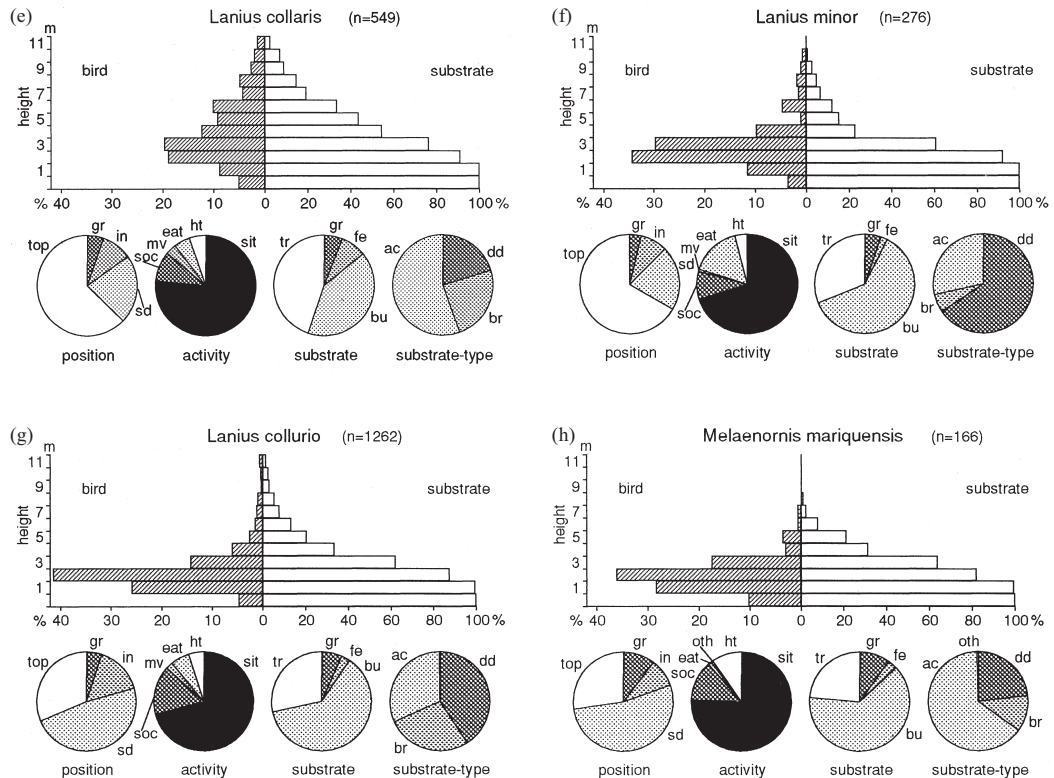 (e) Lanius collaris (n=549)
m
11
bird substrate
9
7
height
5
3
1
% 40 30 20 10 0 20 40 60 80 100 %
top gr in sd
position
soc mv eat ht sit
activity
tr gr fe bu
substrate
ac dd br
substrate-type
(f) Lanius minor (n=276)
m
11
bird substrate
9
7
height
5
3
1
% 40 30 20 10 0 20 40 60 80 100 %
top gr in sd
position
soc mv eat ht sit
activity
tr gr fe bu
substrate
ac dd br
substrate-type
(g) Lanius collurio (n=1262)
m
11
bird substrate
9
7
height
5
3
1
% 40 30 20 10 0 20 40 60 80 100 %
top gr in sd
position
soc mv eat ht sit
activity
tr gr fe bu
substrate
ac dd br
substrate-type
(h) Melaenornis mariquensis (n=166)
m
11
bird substrate
9
7
height
5
3
1
% 40 30 20 10 0 20 40 60 80 100 %
top gr in sd
position
soc eat oth ht sit
activity
tr gr fe bu
substrate
ac oth dd br
substrate-type